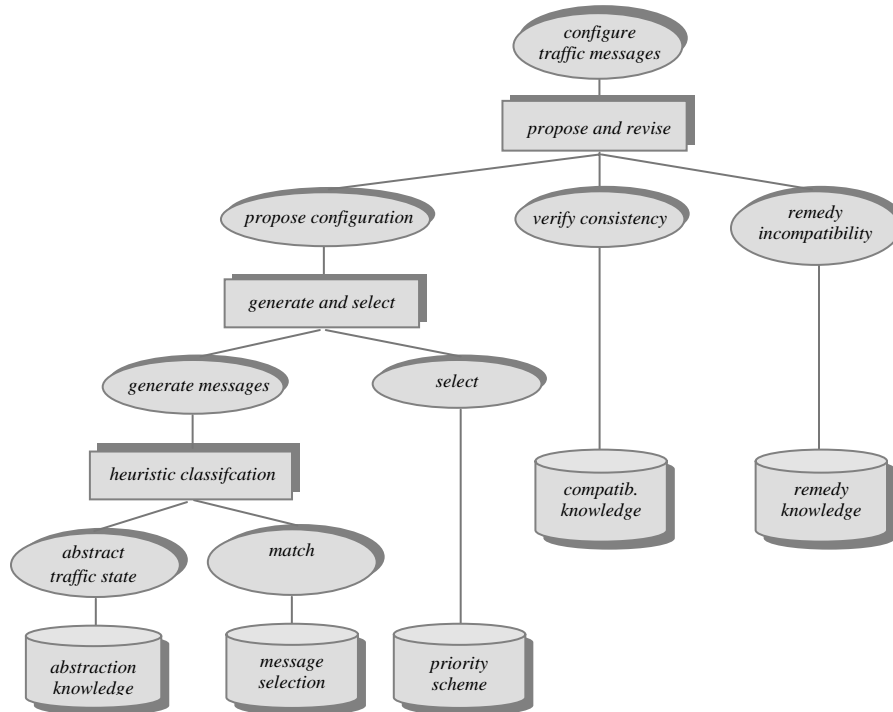 configure
traffic messages
propose and revise
propose configuration
verify consistency
remedy
incompatibility
generate and select
generate messages
select
heuristic classifcation
compatib.
knowledge
remedy
knowledge
abstract
traffic state
match
abstraction
knowledge
message
selection
priority
scheme